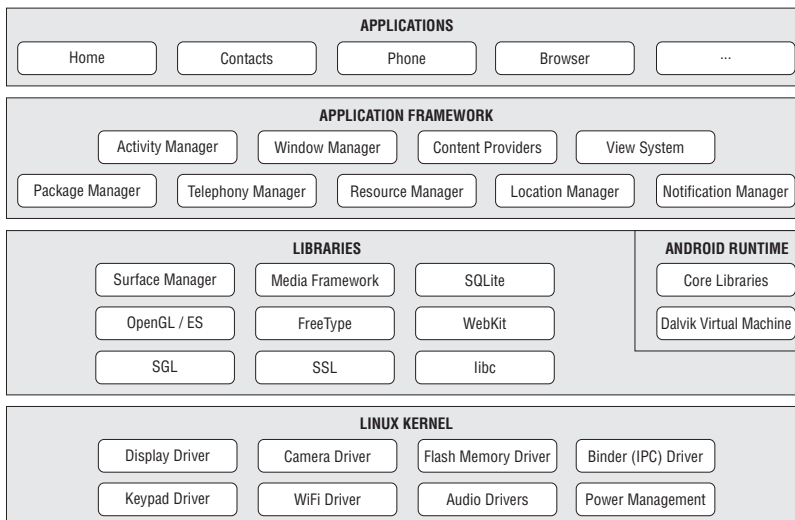 APPLICATIONS
Home Contacts Phone Browser ...
APPLICATION FRAMEWORK
Activity Manager Window Manager Content Providers View System
Package Manager Telephony Manager Resource Manager Location Manager Notification Manager
LIBRARIES ANDROID RUNTIME
Surface Manager Media Framework SQLite Core Libraries
OpenGL / ES FreeType WebKit Dalvik Virtual Machine
SGL SSL libc
LINUX KERNEL
Display Driver Camera Driver Flash Memory Driver Binder (IPC) Driver
Keypad Driver WiFi Driver Audio Drivers Power Management